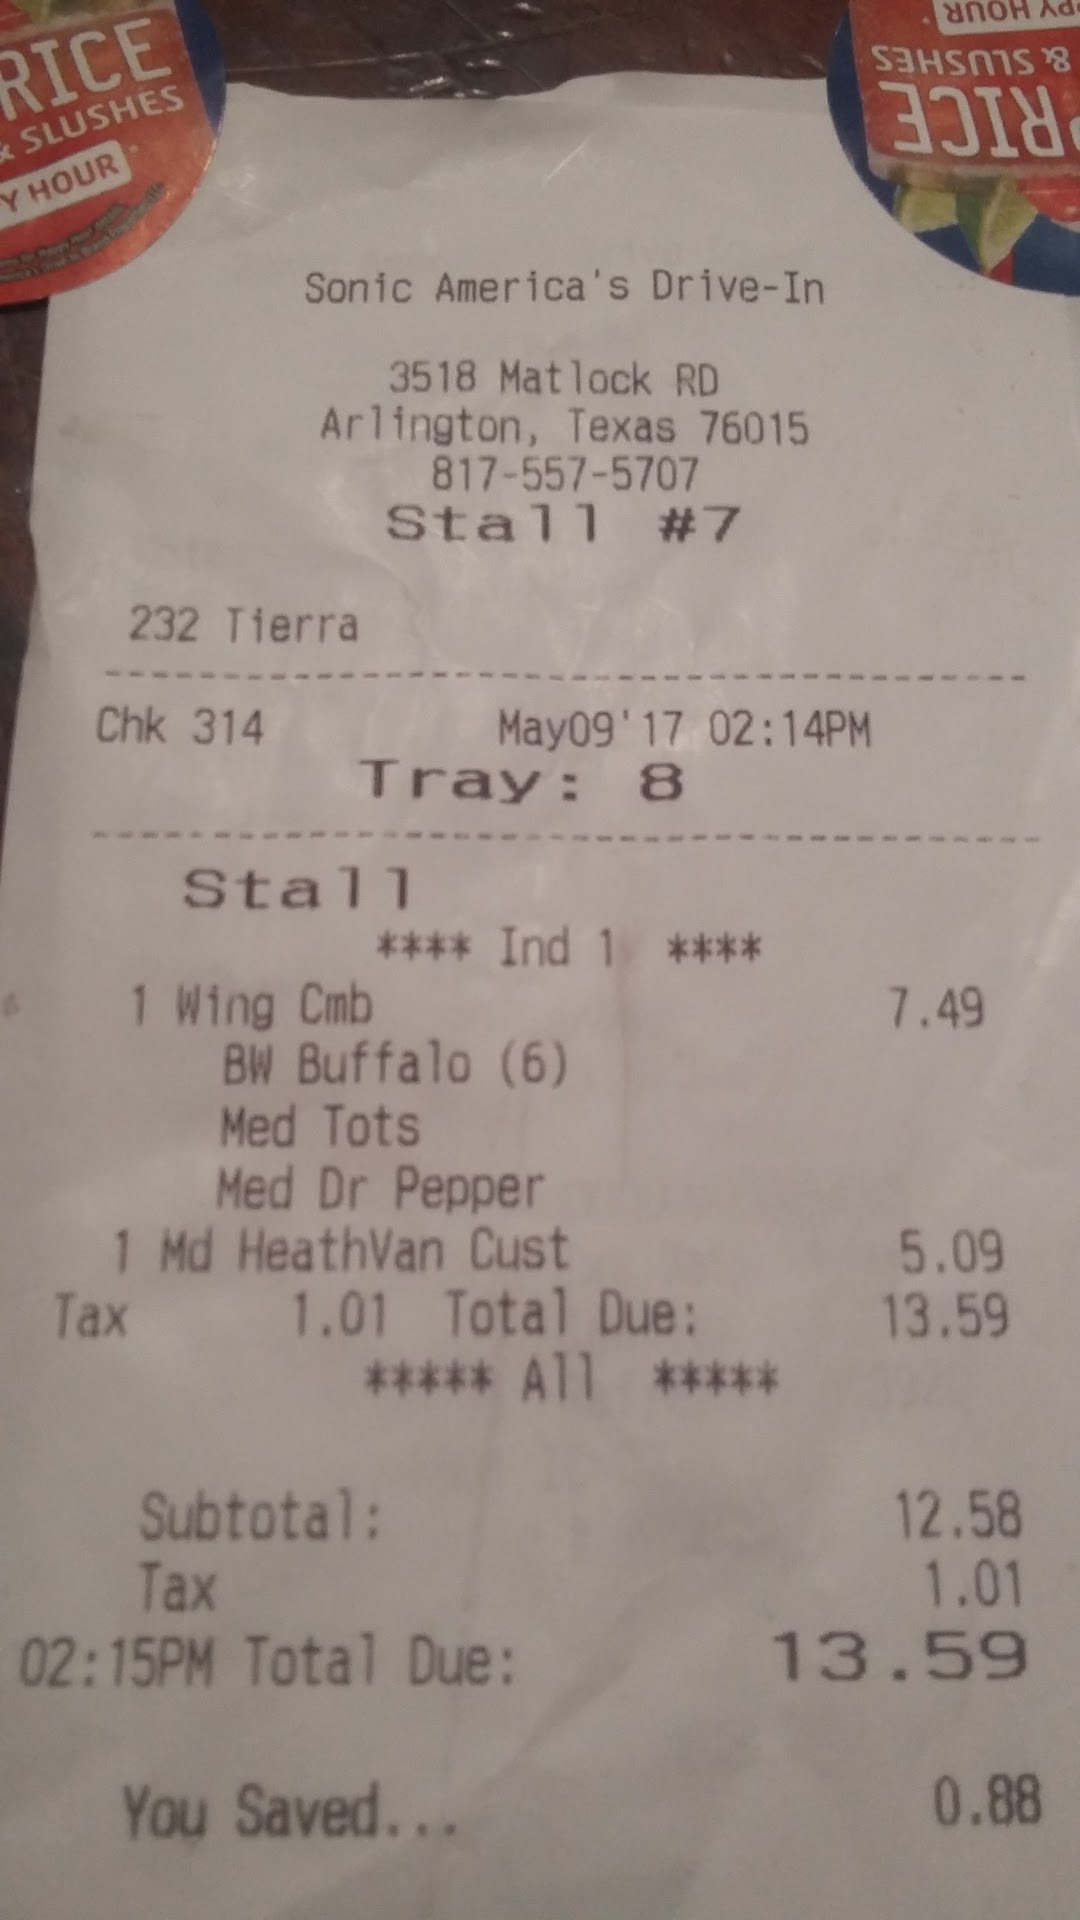 RICE
& SLUSHES
Y HOUR
PRICE
& SLUSHES
PY HOUR
Sonic America's Drive-In
3518 Matlock RD
Arlington, Texas 76015
817-557-5707
Stall #7
232 Tierra
Chk 314 May09'17 02:14PM
Tray: 8
Stall
**** Ind 1 ****
1 Wing Cmb 7.49
BW Buffalo (6)
Med Tots
Med Dr Pepper
1 Md HeathVan Cust 5.09
Tax 1.01 Total Due: 13.59
***** All *****
Subtotal: 12.58
Tax 1.01
02:15PM Total Due: 13.59
You Saved... 0.88